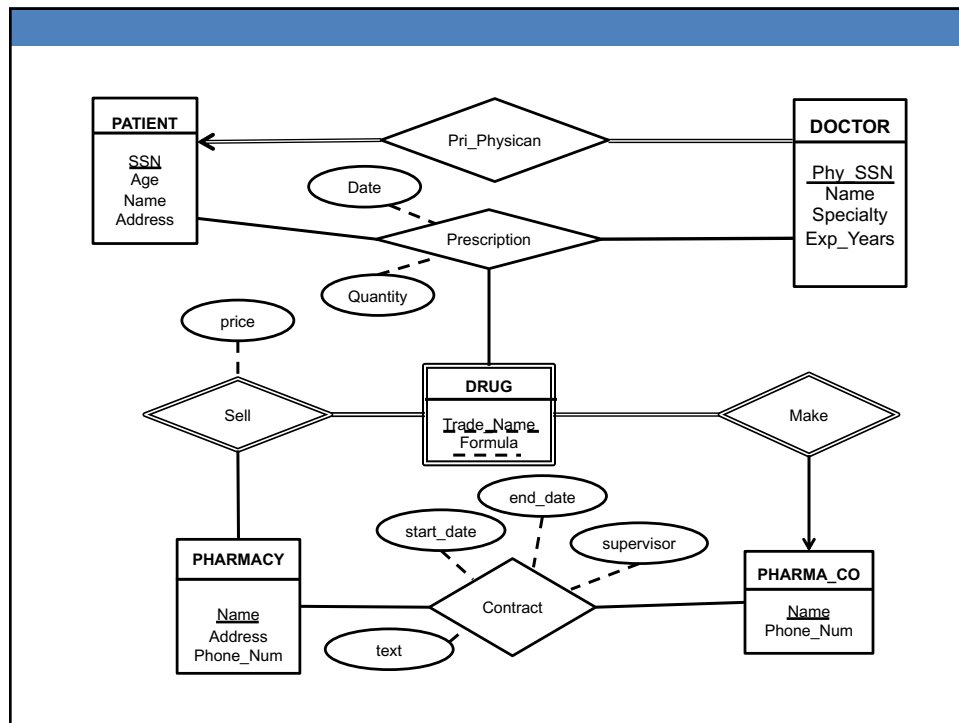 PATIENT
SSN
Age
Name
Address
Pri_Physican
DOCTOR
Phy_SSN
Name
Specialty
Exp_Years
Date
Prescription
Quantity
price
Sell
DRUG
Trade_Name
Formula
Make
end_date
start_date
supervisor
PHARMACY
Name
Address
Phone_Num
Contract
text
PHARMA_CO
Name
Phone_Num